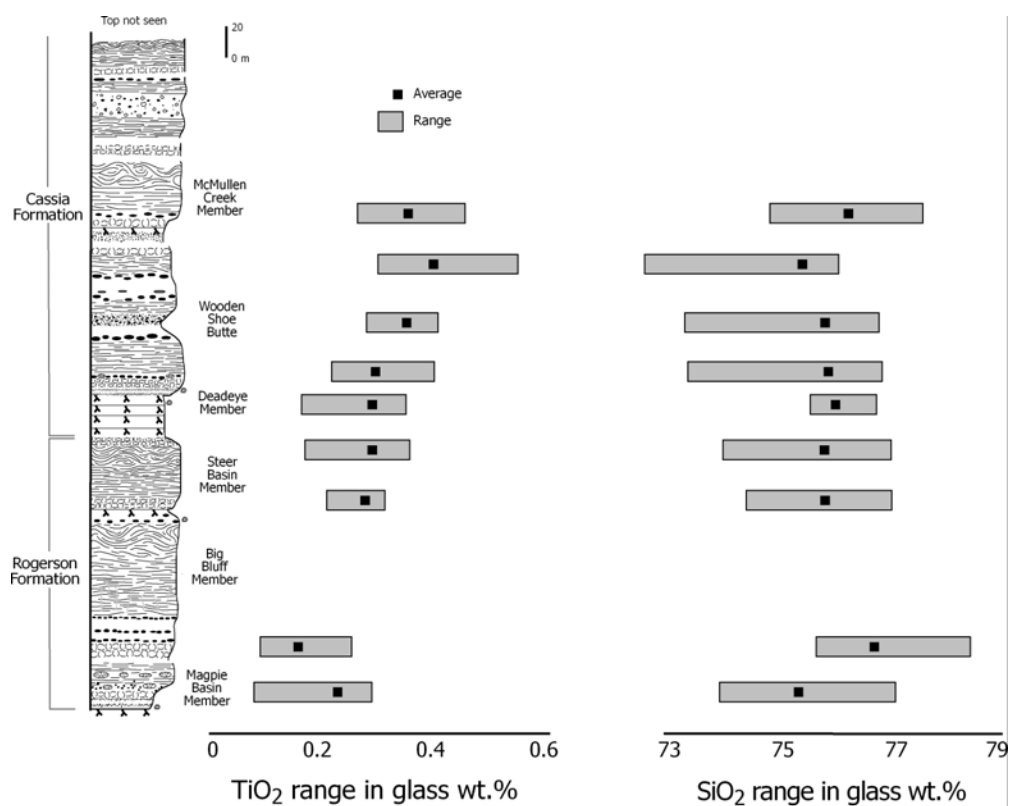 Top not seen
20
0 m
Average
Range
Cassia
Formation
McMullen
Creek
Member
Wooden
Shoe
Butte
Deadeye
Member
Steer
Basin
Member
Rogerson
Formation
Big
Bluff
Member
Magpie
Basin
Member
0
0.2
0.4
0.6
73
75
77
79
TiO₂ range in glass wt.%
SiO₂ range in glass wt.%